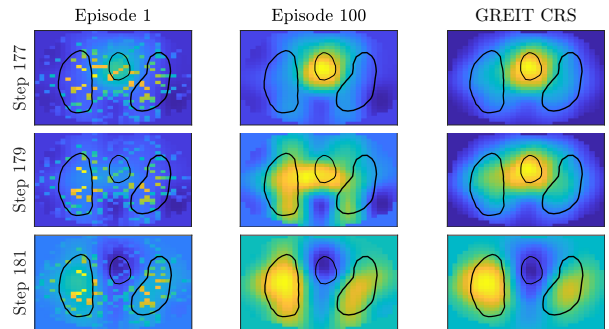 Episode 1
Episode 100
GREIT CRS
Step 177
Step 179
Step 181